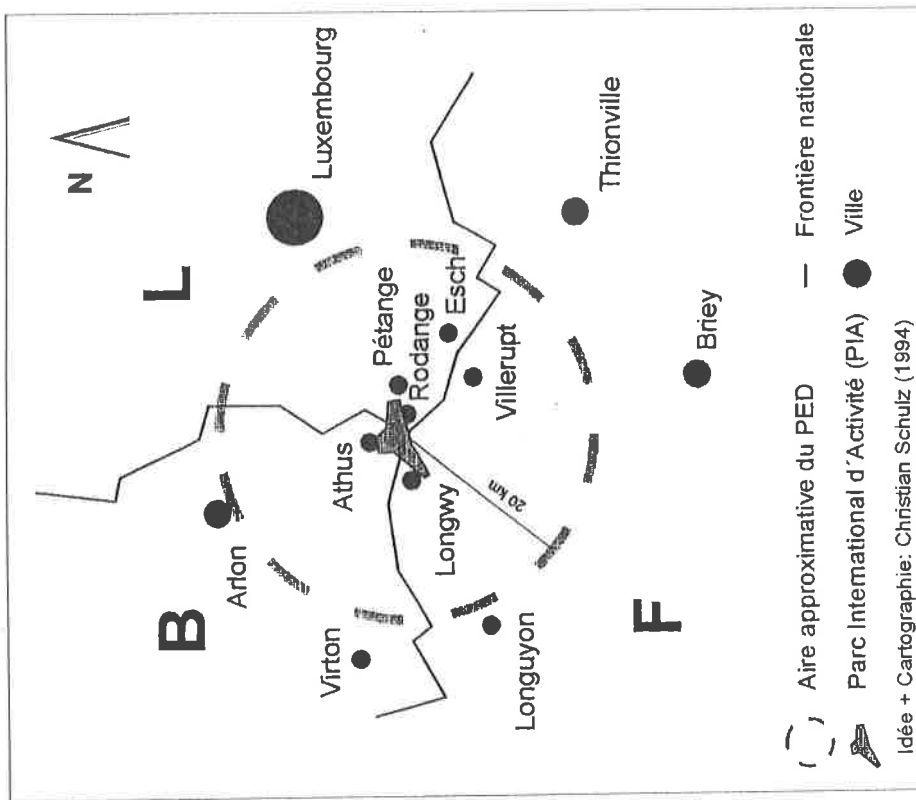 N
L
Luxembourg
B
Arlon
Pétange
Rodange
Esch
Athus
Virton
Longwy
Villerupt
20 km
Longuyon
Thionville
F
Briey
Aire approximative du PED
Frontière nationale
Parc International d´Activité (PIA)
Ville
Idée + Cartographie: Christian Schulz (1994)